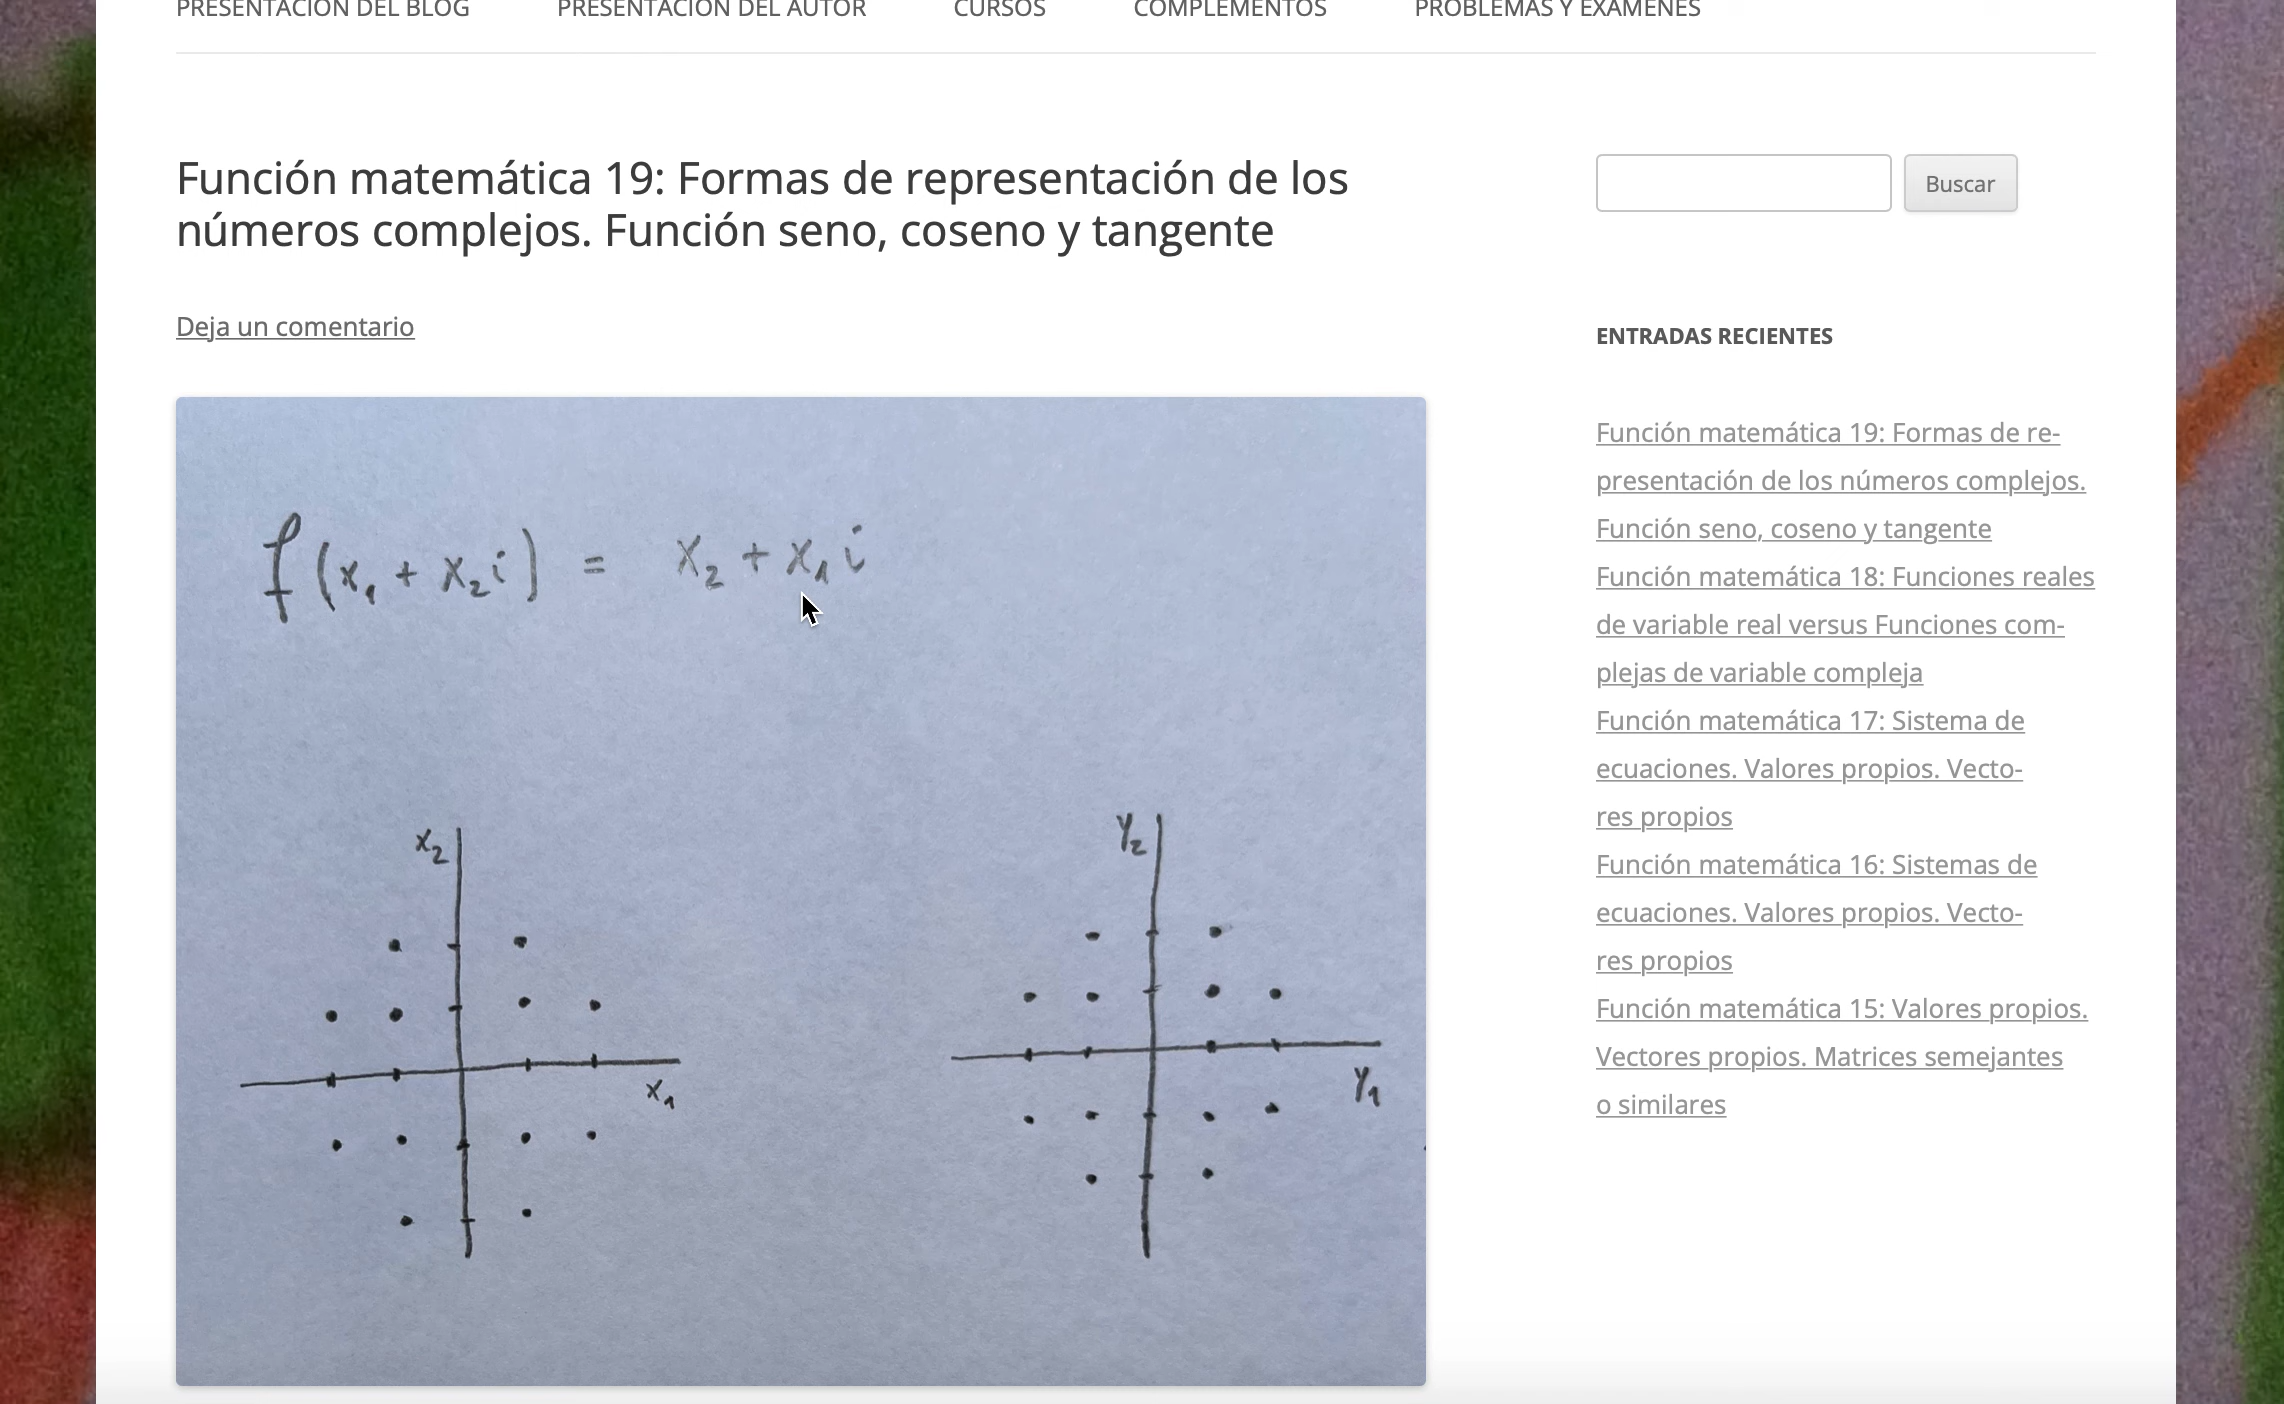 PRESENTACIÓN DEL BLOG PRESENTACIÓN DEL AUTOR CURSOS COMPLEMENTOS PROBLEMAS Y EXÁMENES
Función matemática 19: Formas de representación de los
números complejos. Función seno, coseno y tangente
Deja un comentario
f(x₁ + x₂i) = x₂ + x₁i
x₂
x₁
y₂
y₁
Buscar
ENTRADAS RECIENTES
Función matemática 19: Formas de re-
presentación de los números complejos.
Función seno, coseno y tangente
Función matemática 18: Funciones reales
de variable real versus Funciones com-
plejas de variable compleja
Función matemática 17: Sistema de
ecuaciones. Valores propios. Vecto-
res propios
Función matemática 16: Sistemas de
ecuaciones. Valores propios. Vecto-
res propios
Función matemática 15: Valores propios.
Vectores propios. Matrices semejantes
o similares